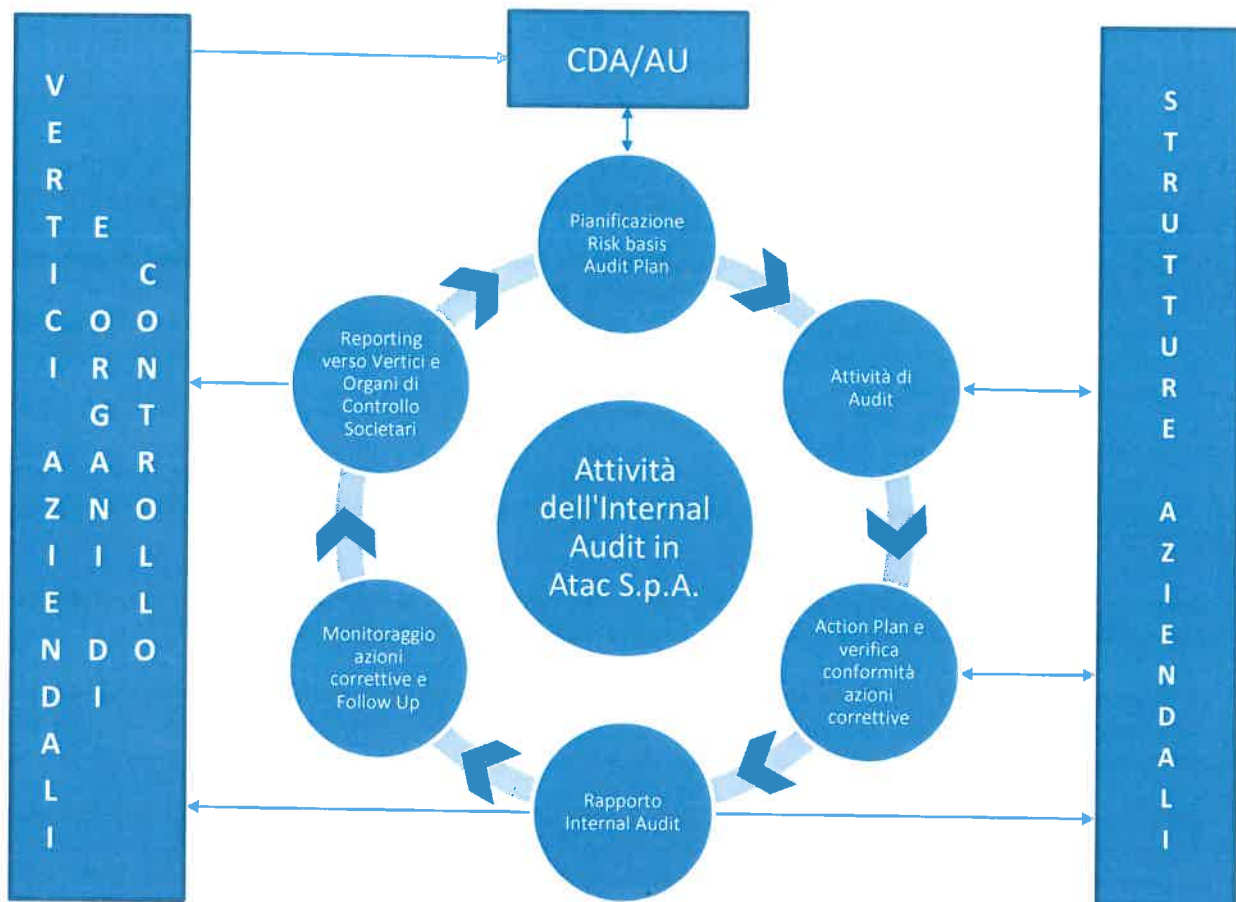 CDA/AU
VERTICI AZIENDALI
E ORGANI DI
CONTROLLO
Pianificazione
Risk basis
Audit Plan
Attività di
Audit
Action Plan e
verifica
conformità
azioni
correttive
Rapporto
Internal Audit
Monitoraggio
azioni
correttive e
Follow Up
Reporting
verso Vertici e
Organi di
Controllo
Societari
Attività
dell'Internal
Audit in
Atac S.p.A.
STRUTTURE AZIENDALI